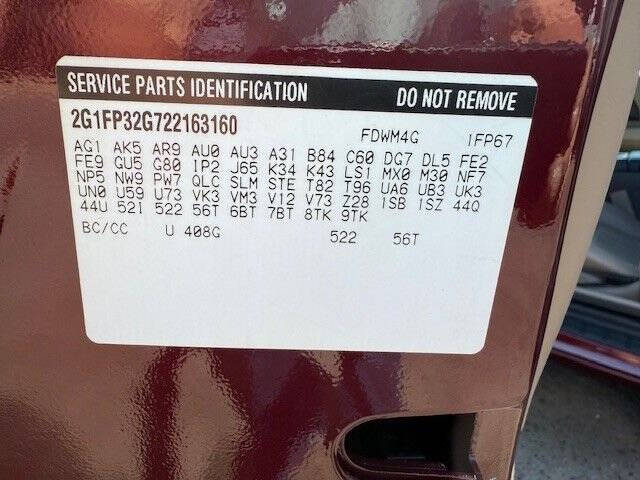 SERVICE PARTS IDENTIFICATION DO NOT REMOVE
2G1FP32G722163160 FDWM4G 1FP67
AG1 AK5 AR9 AU0 AU3 A31 B84 C60 DG7 DL5 FE2
FE9 GU5 G80 1P2 J65 K34 K43 LS1 MX0 M30 NF7
NP5 NW9 PW7 QLC SLM STE T82 T96 UA6 UB3 UK3
UN0 U59 U73 VK3 VM3 V12 V73 Z28 1SB 1SZ 44Q
44U 521 522 56T 6BT 7BT 8TK 9TK
BC/CC U 408G 522 56T